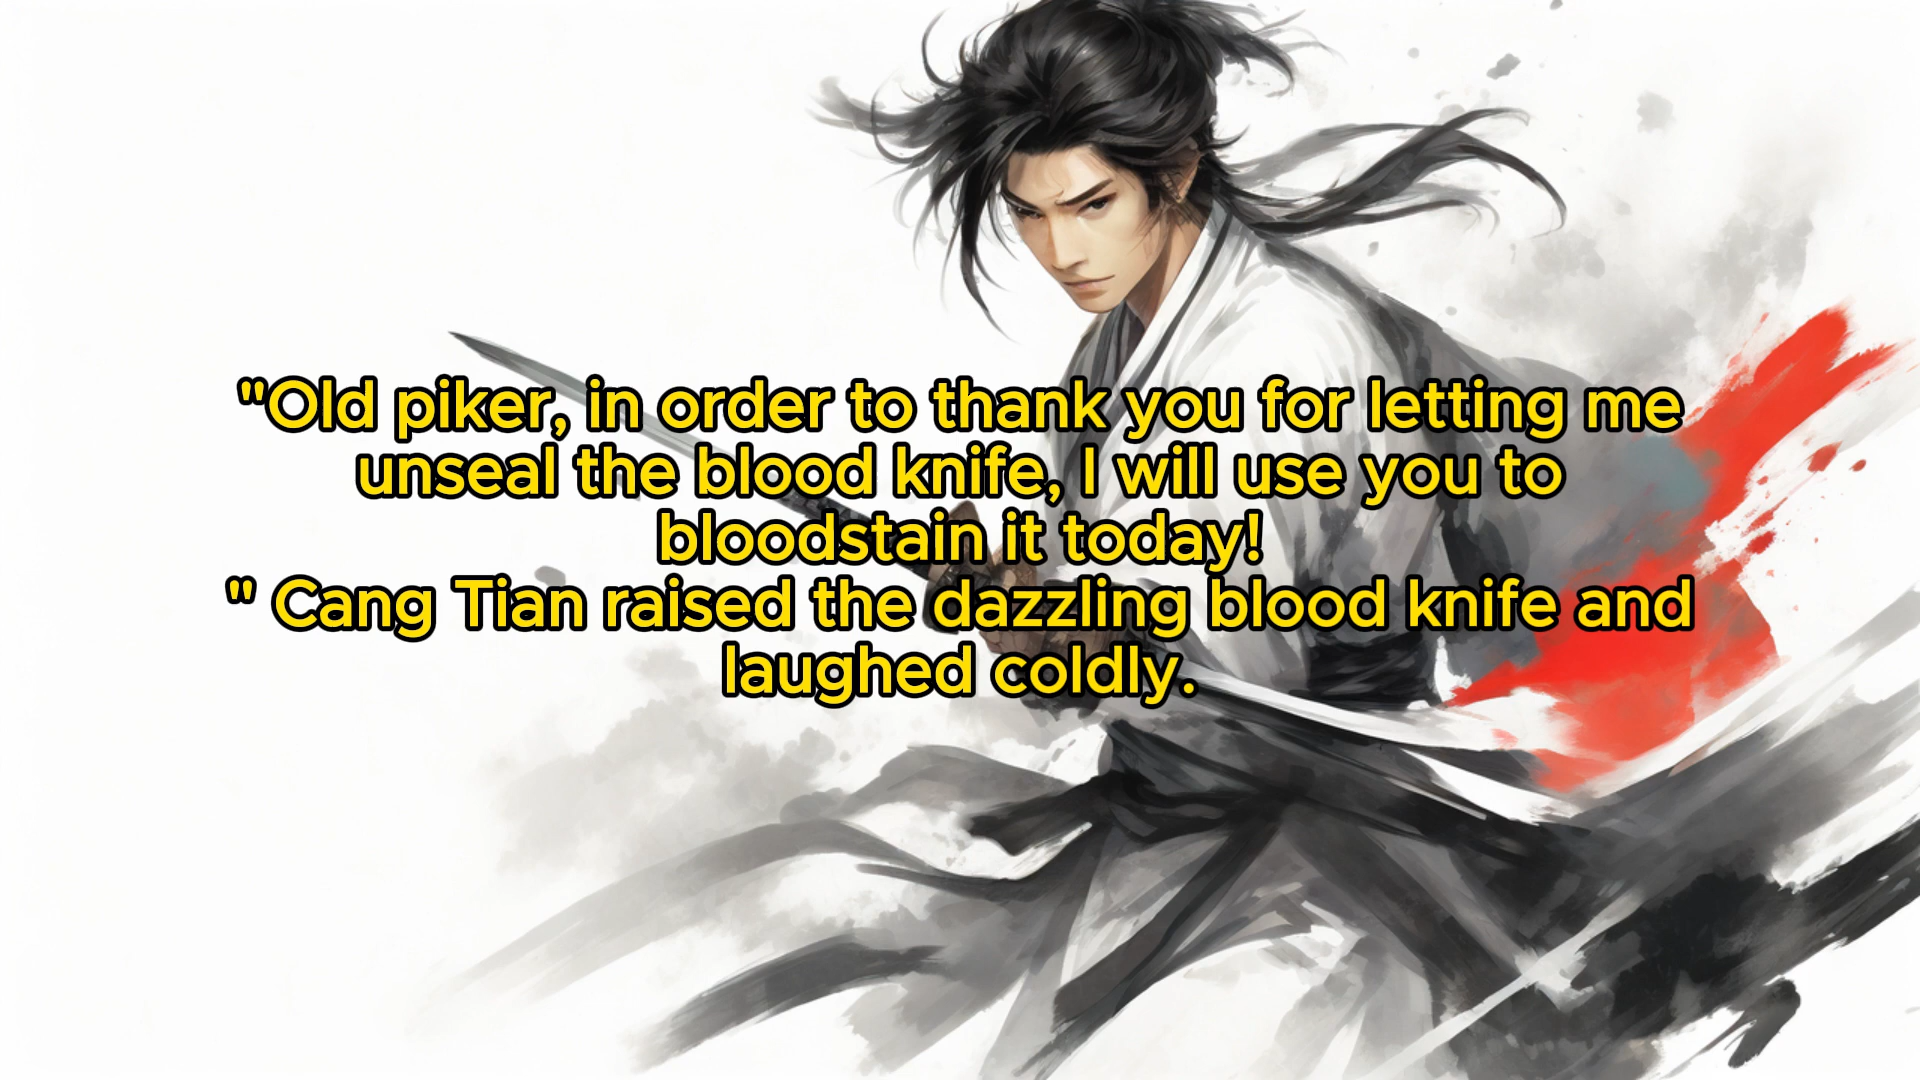 "Old piker, in order to thank you for letting me
unseal the blood knife, I will use you to
bloodstain it today!
" Cang Tian raised the dazzling blood knife and
laughed coldly.